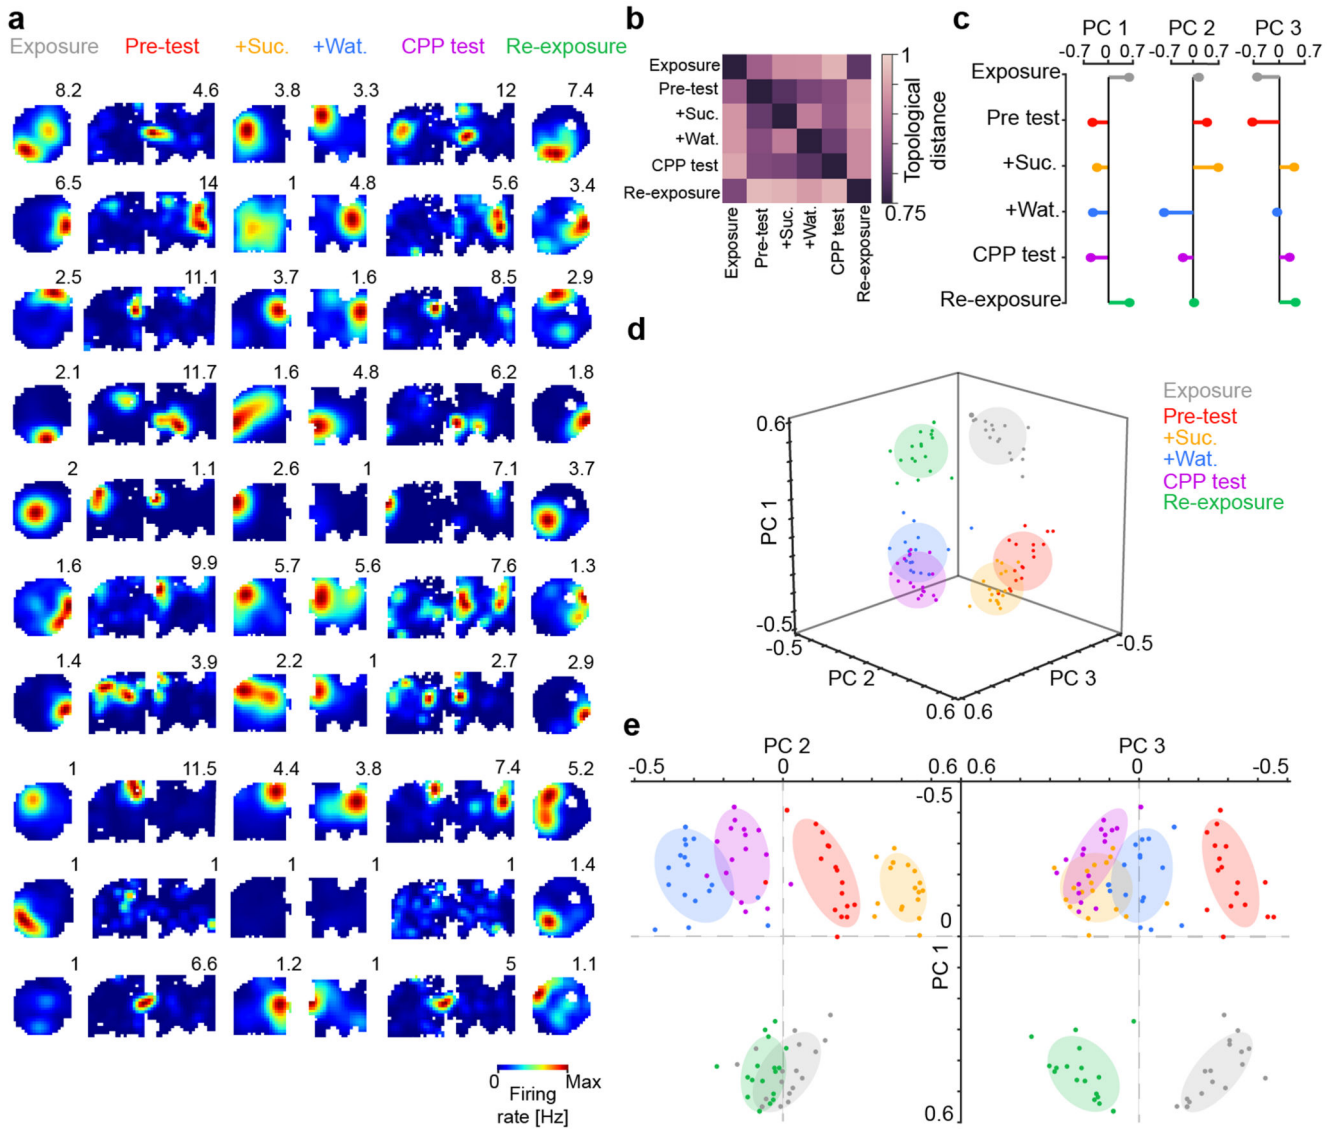 a
Exposure Pre-test +Suc. +Wat. CPP test Re-exposure
8.2 4.6 3.8 3.3 12 7.4
6.5 14 1 4.8 5.6 3.4
2.5 11.1 3.7 1.6 8.5 2.9
2.1 11.7 1.6 4.8 6.2 1.8
2 1.1 2.6 1 7.1 3.7
1.6 9.9 5.7 5.6 7.6 1.3
1.4 3.9 2.2 1 2.7 2.9
1 11.5 4.4 3.8 7.4 5.2
1 1 1 1 1 1.4
1 6.6 1.2 1 5 1.1
0 Max
Firing
rate [Hz]
b
Exposure
Pre-test
+Suc.
+Wat.
CPP test
Re-exposure
Exposure
Pre-test
+Suc.
+Wat.
CPP test
Re-exposure
1
Topological
distance
0.75
c
PC 1 PC 2 PC 3
-0.7 0 0.7 -0.7 0 0.7 -0.7 0 0.7
Exposure
Pre test
+Suc.
+Wat.
CPP test
Re-exposure
d
0.6
PC 1
-0.5
-0.5
PC 2
0.6
0.6
PC 3
-0.5
Exposure
Pre-test
+Suc.
+Wat.
CPP test
Re-exposure
e
PC 2 PC 3
-0.5 0 0.6 0.6 0 -0.5
-0.5
0
PC 1
0.6